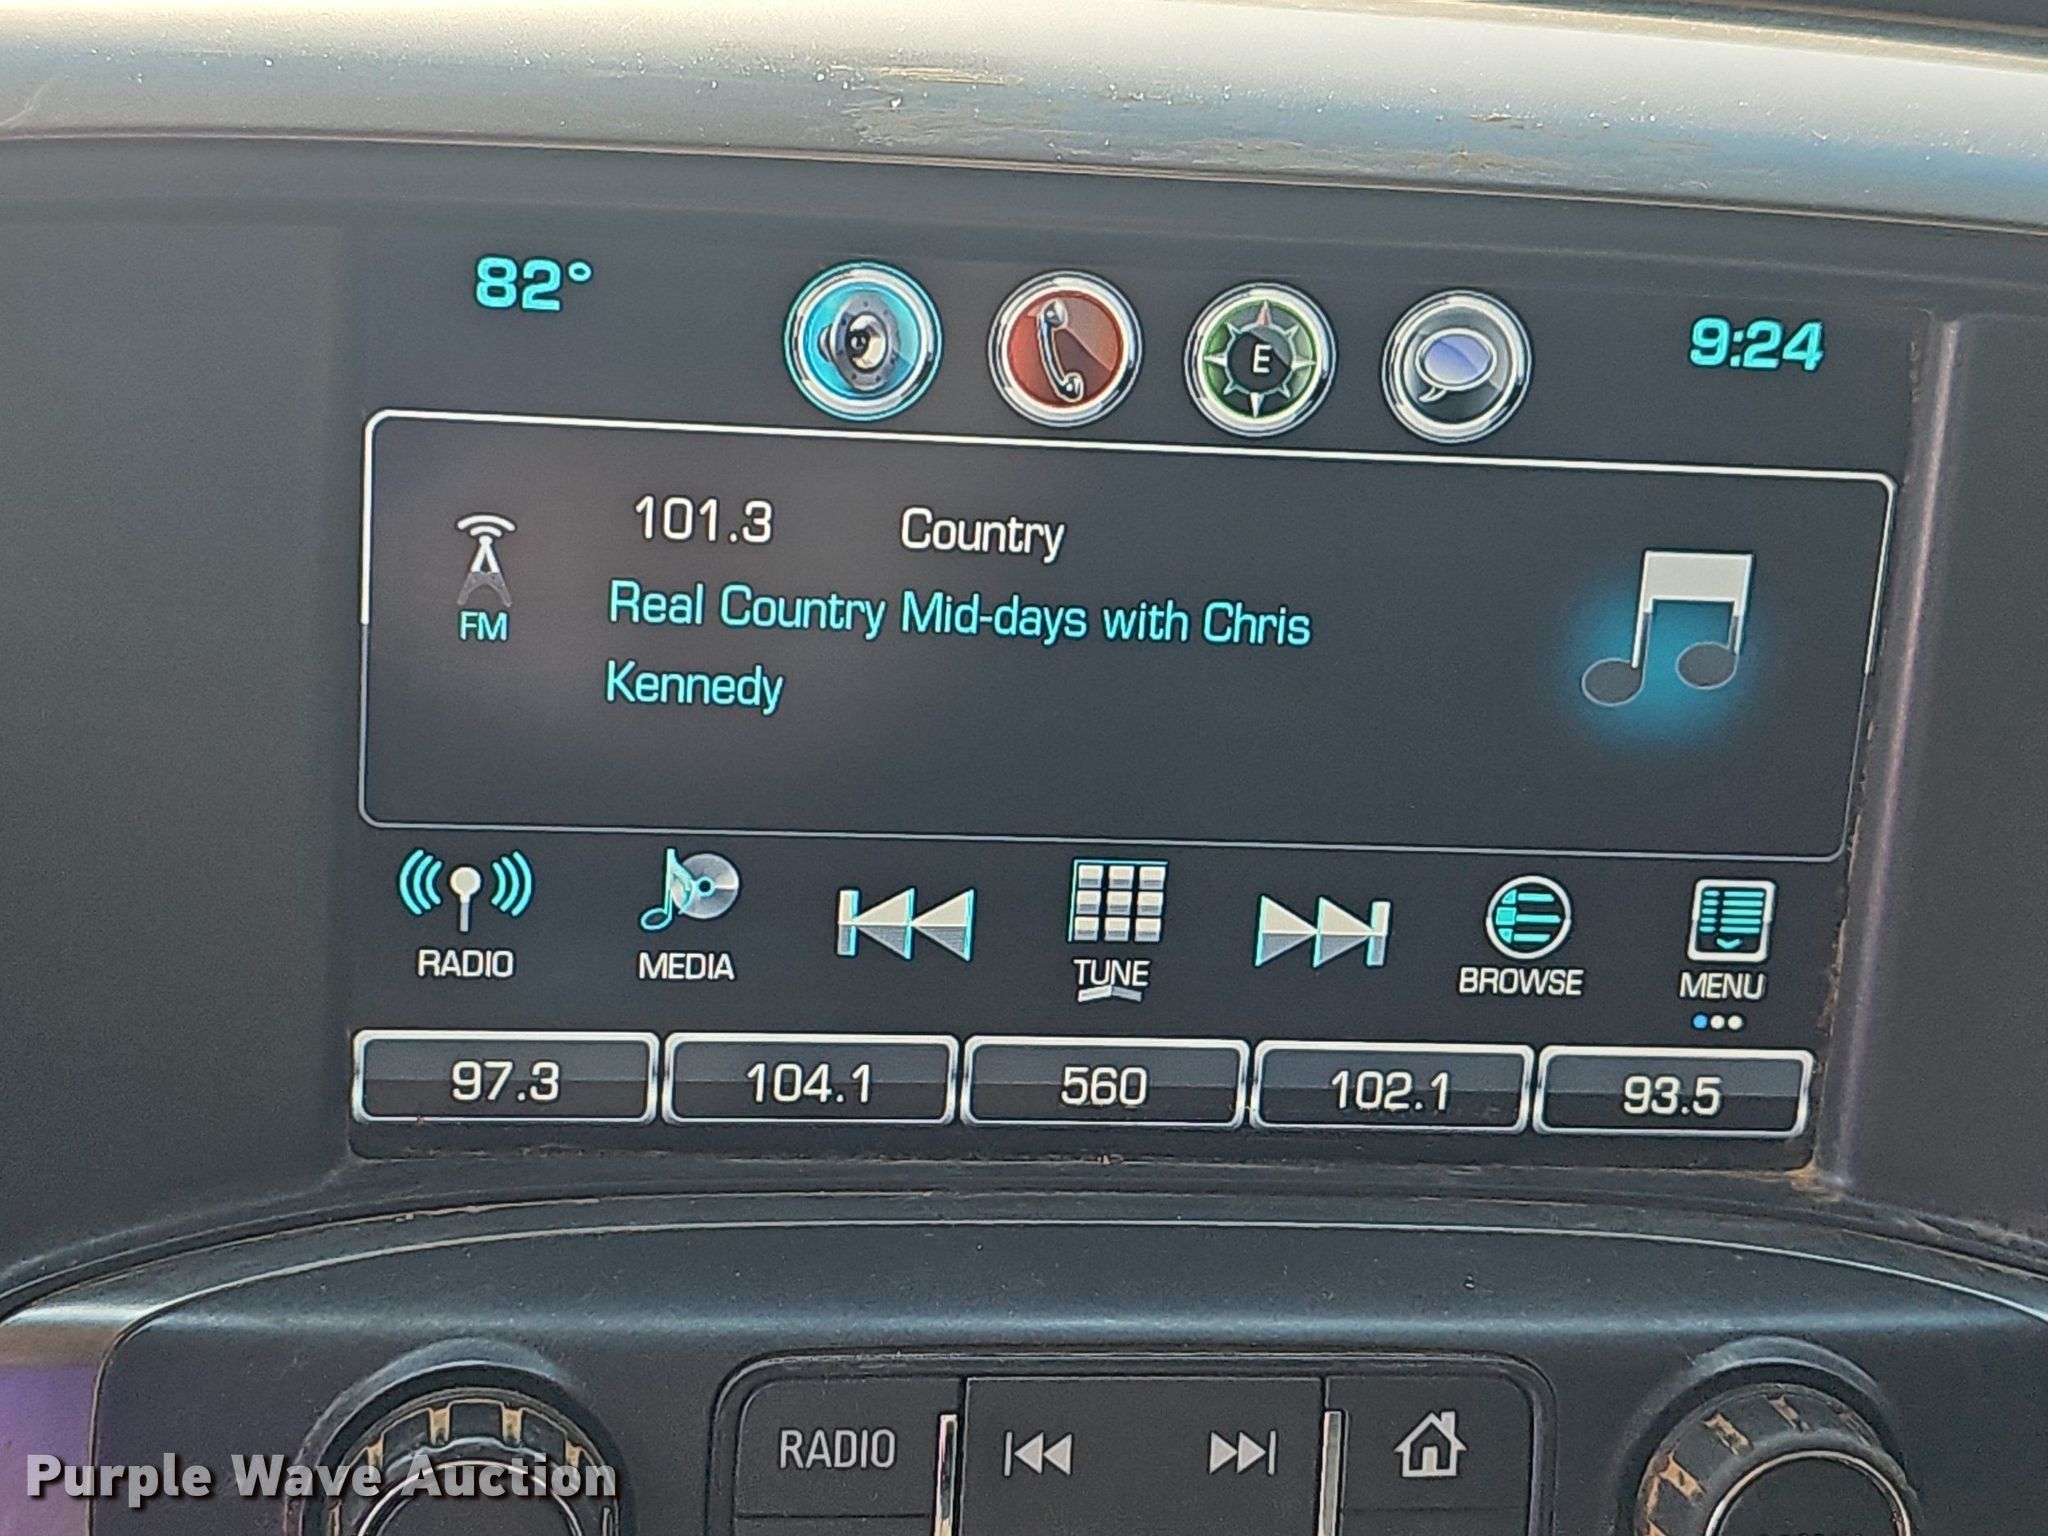 82°
E
9:24
101.3 Country
FM
Real Country Mid-days with Chris
Kennedy
RADIO MEDIA TUNE BROWSE MENU
97.3 104.1 560 102.1 93.5
RADIO
Purple Wave Auction